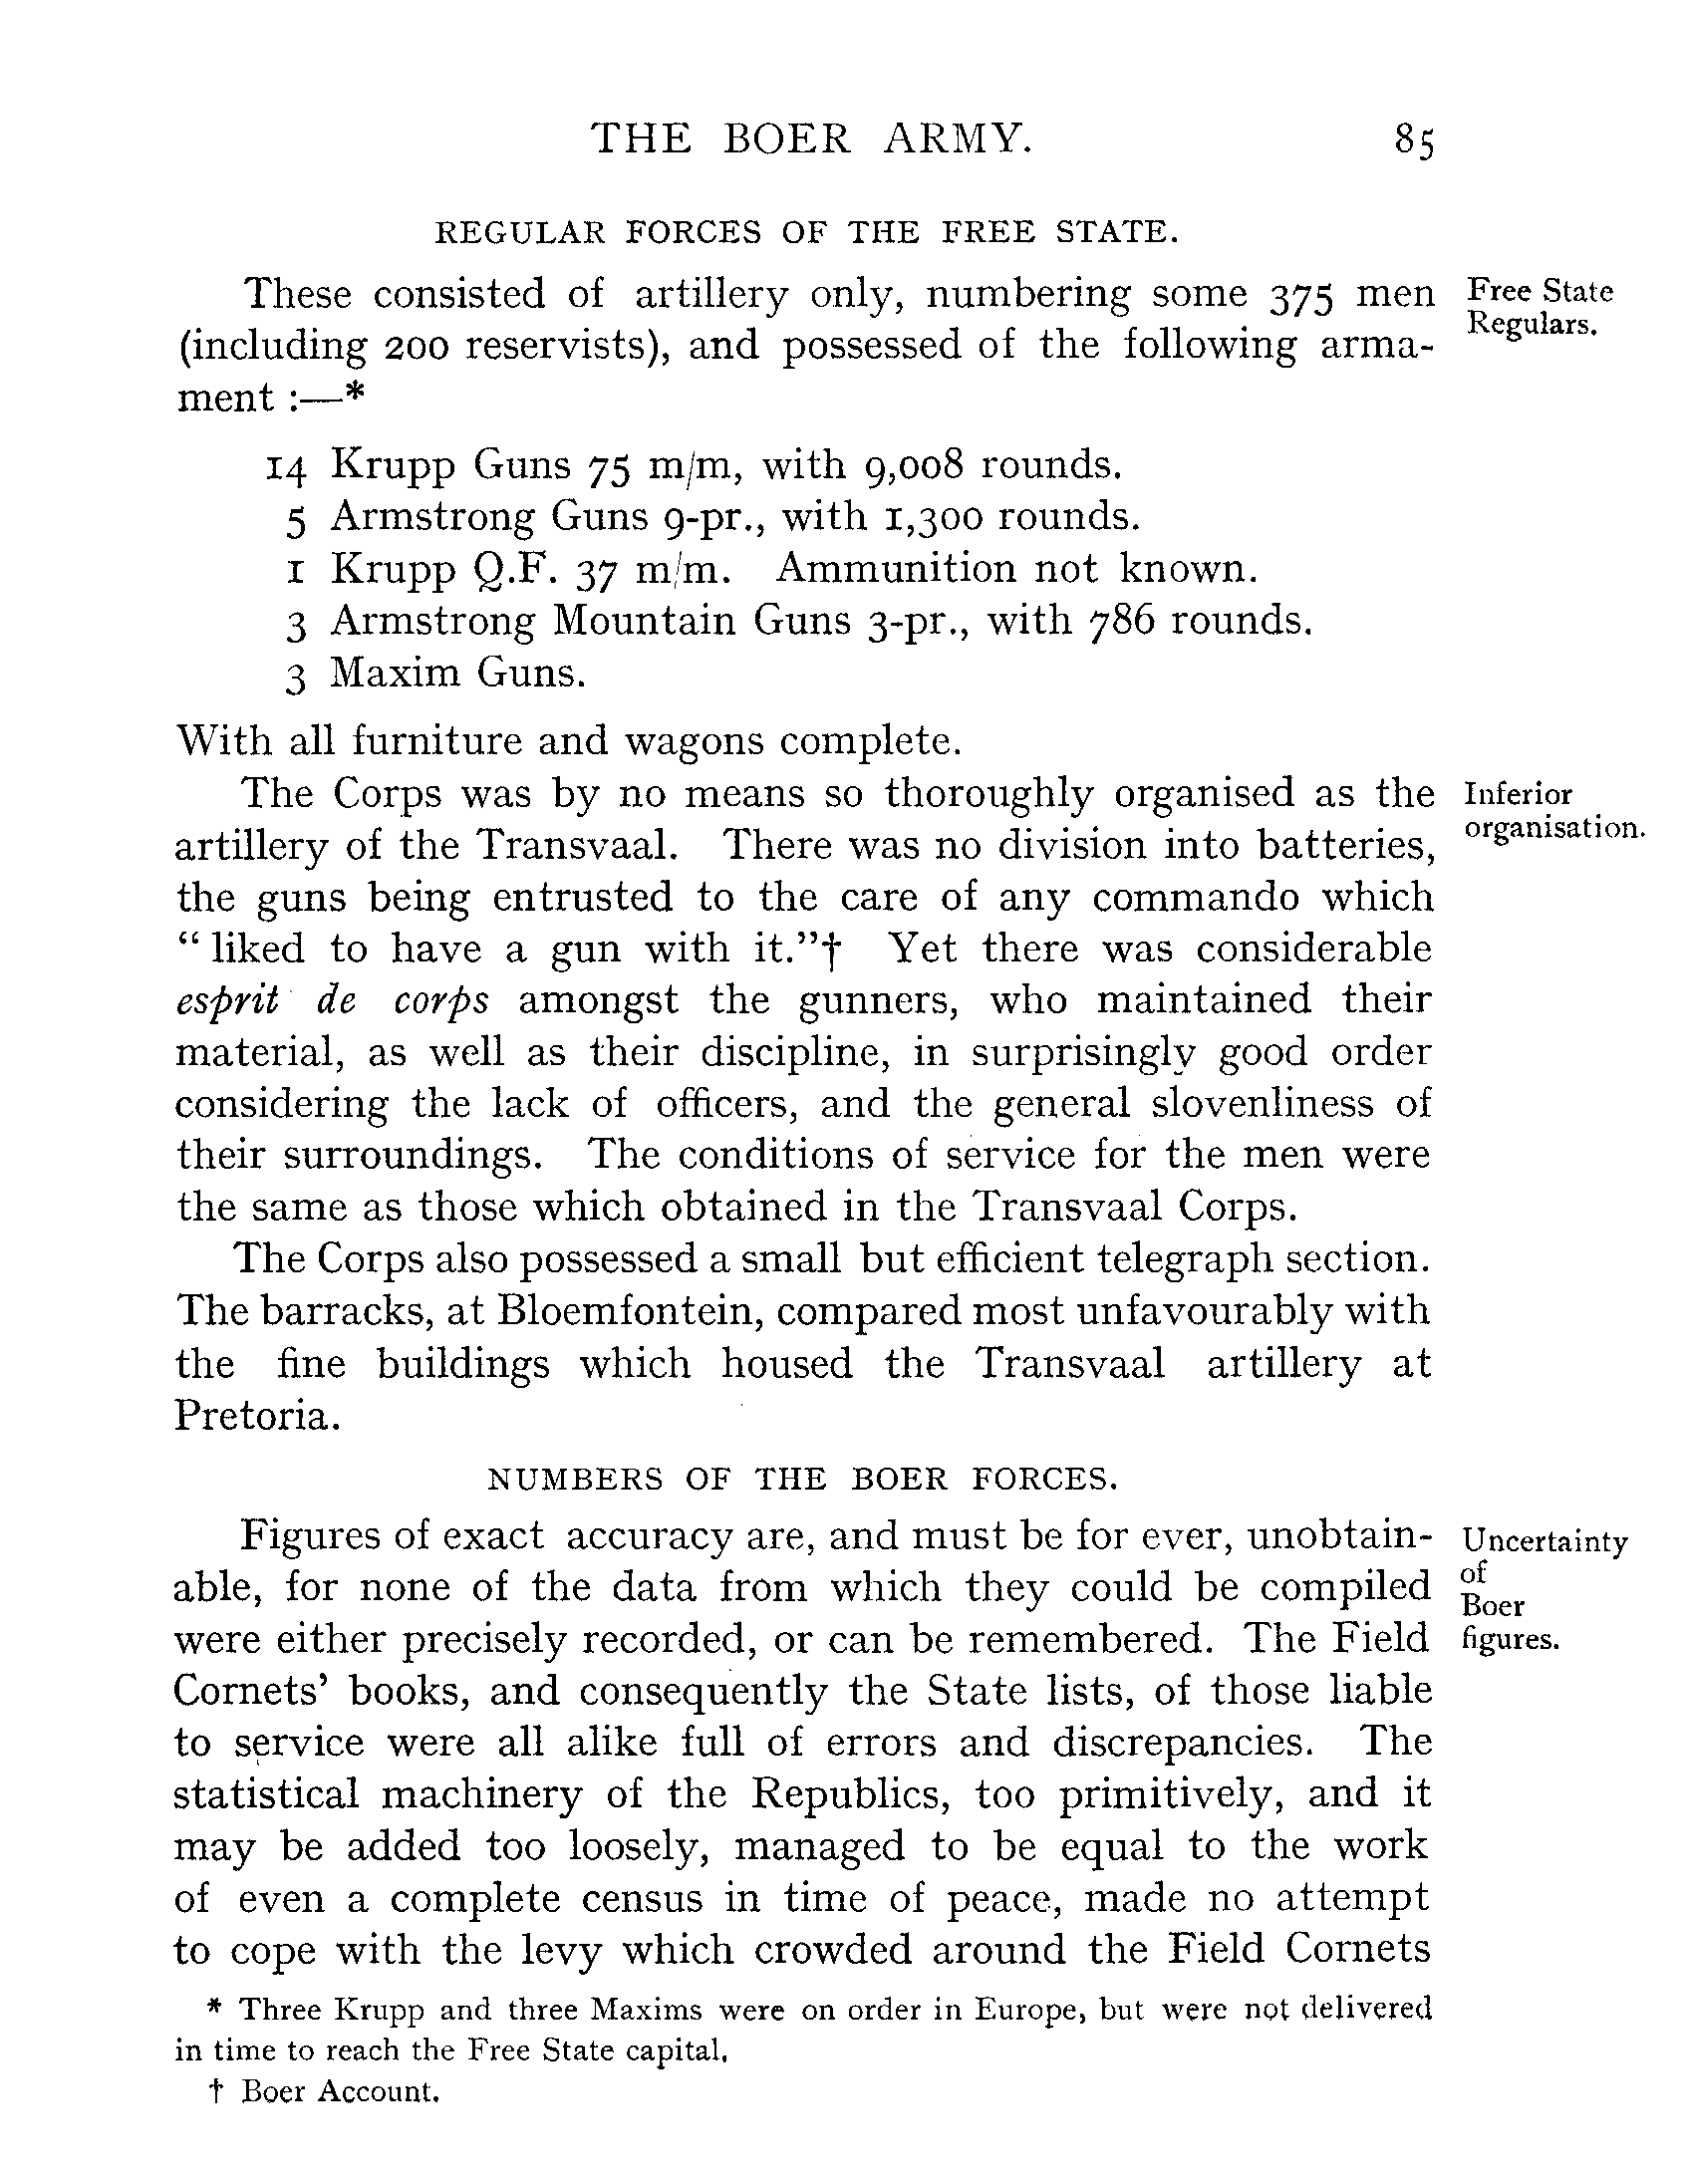 THE BOER ARMY. 85
REGULAR FORCES OF THE FREE STATE.
These consisted of artillery only, numbering some 375 men
Free State
Regulars.
(including 200 reservists), and possessed of the following arma-
ment :—*
14 Krupp Guns 75 m/m, with 9,008 rounds.
5 Armstrong Guns 9-pr., with 1,300 rounds.
1 Krupp Q.F. 37 m/m. Ammunition not known.
3 Armstrong Mountain Guns 3-pr., with 786 rounds.
3 Maxim Guns.
With all furniture and wagons complete.
The Corps was by no means so thoroughly organised as the
Inferior
organisation.
artillery of the Transvaal. There was no division into batteries,
the guns being entrusted to the care of any commando which
“ liked to have a gun with it.”† Yet there was considerable
esprit de corps amongst the gunners, who maintained their
material, as well as their discipline, in surprisingly good order
considering the lack of officers, and the general slovenliness of
their surroundings. The conditions of service for the men were
the same as those which obtained in the Transvaal Corps.
The Corps also possessed a small but efficient telegraph section.
The barracks, at Bloemfontein, compared most unfavourably with
the fine buildings which housed the Transvaal artillery at
Pretoria.
NUMBERS OF THE BOER FORCES.
Figures of exact accuracy are, and must be for ever, unobtain-
Uncertainty
of
Boer
figures.
able, for none of the data from which they could be compiled
were either precisely recorded, or can be remembered. The Field
Cornets’ books, and consequently the State lists, of those liable
to service were all alike full of errors and discrepancies. The
statistical machinery of the Republics, too primitively, and it
may be added too loosely, managed to be equal to the work
of even a complete census in time of peace, made no attempt
to cope with the levy which crowded around the Field Cornets
* Three Krupp and three Maxims were on order in Europe, but were not delivered
in time to reach the Free State capital.
† Boer Account.